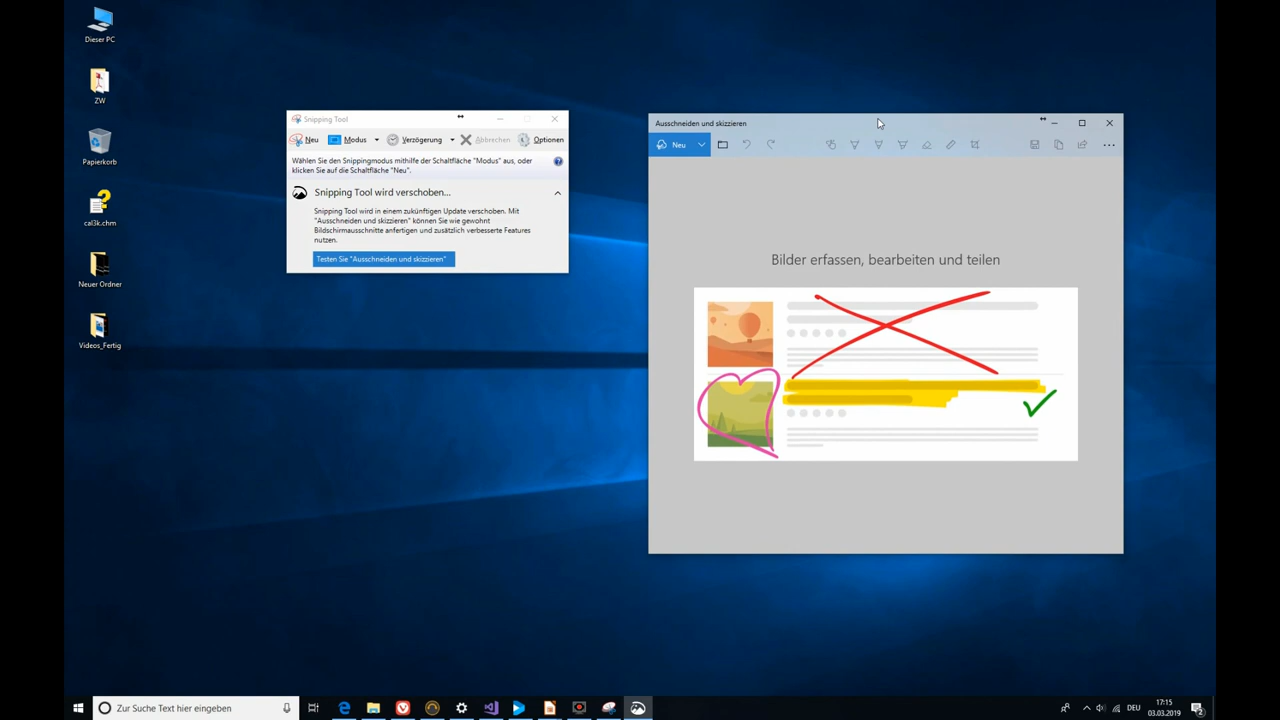 Dieser PC
ZW
Papierkorb
cal3k.chm
Neuer Ordner
Videos_Fertig
Snipping Tool
Neu Modus Verzögerung Abbrechen Optionen
Wählen Sie den Snippingmodus mithilfe der Schaltfläche "Modus" aus, oder
klicken Sie auf die Schaltfläche "Neu".
Snipping Tool wird verschoben...
Snipping Tool wird in einem zukünftigen Update verschoben. Mit
"Ausschneiden und skizzieren" können Sie wie gewohnt
Bildschirmausschnitte anfertigen und zusätzlich verbesserte Features
nutzen.
Testen Sie "Ausschneiden und skizzieren"
Ausschneiden und skizzieren
Neu
Bilder erfassen, bearbeiten und teilen
Zur Suche Text hier eingeben
DEU
17:15
03.03.2019
2